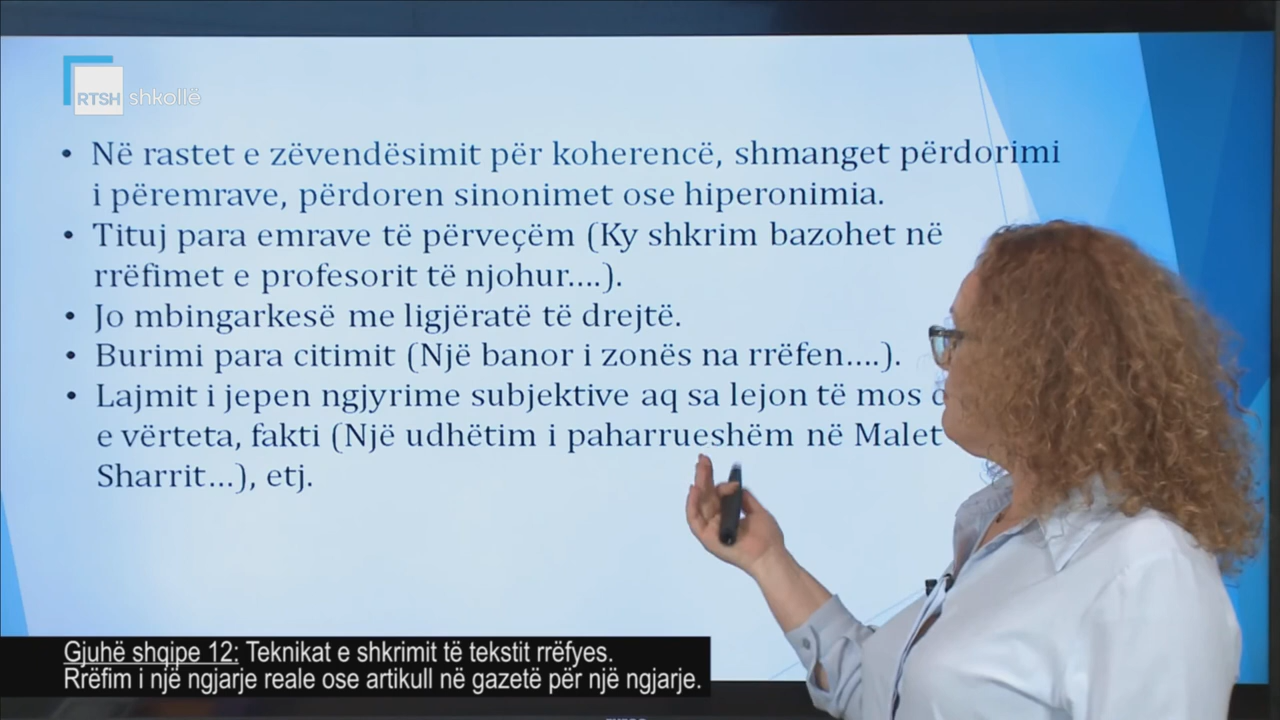 RTSH shkollë
• Në rastet e zëvendësimit për koherencë, shmanget përdorimi
i përemrave, përdoren sinonimet ose hiperonimia.
• Tituj para emrave të përveçëm (Ky shkrim bazohet në
rrëfimet e profesorit të njohur....).
• Jo mbingarkesë me ligjëratë të drejtë.
• Burimi para citimit (Një banor i zonës na rrëfen....).
• Lajmit i jepen ngjyrime subjektive aq sa lejon të mos
e vërteta, fakti (Një udhëtim i paharrueshëm në Malet
Sharrit...), etj.
Gjuhë shqipe 12: Teknikat e shkrimit të tekstit rrëfyes.
Rrëfim i një ngjarje reale ose artikull në gazetë për një ngjarje.